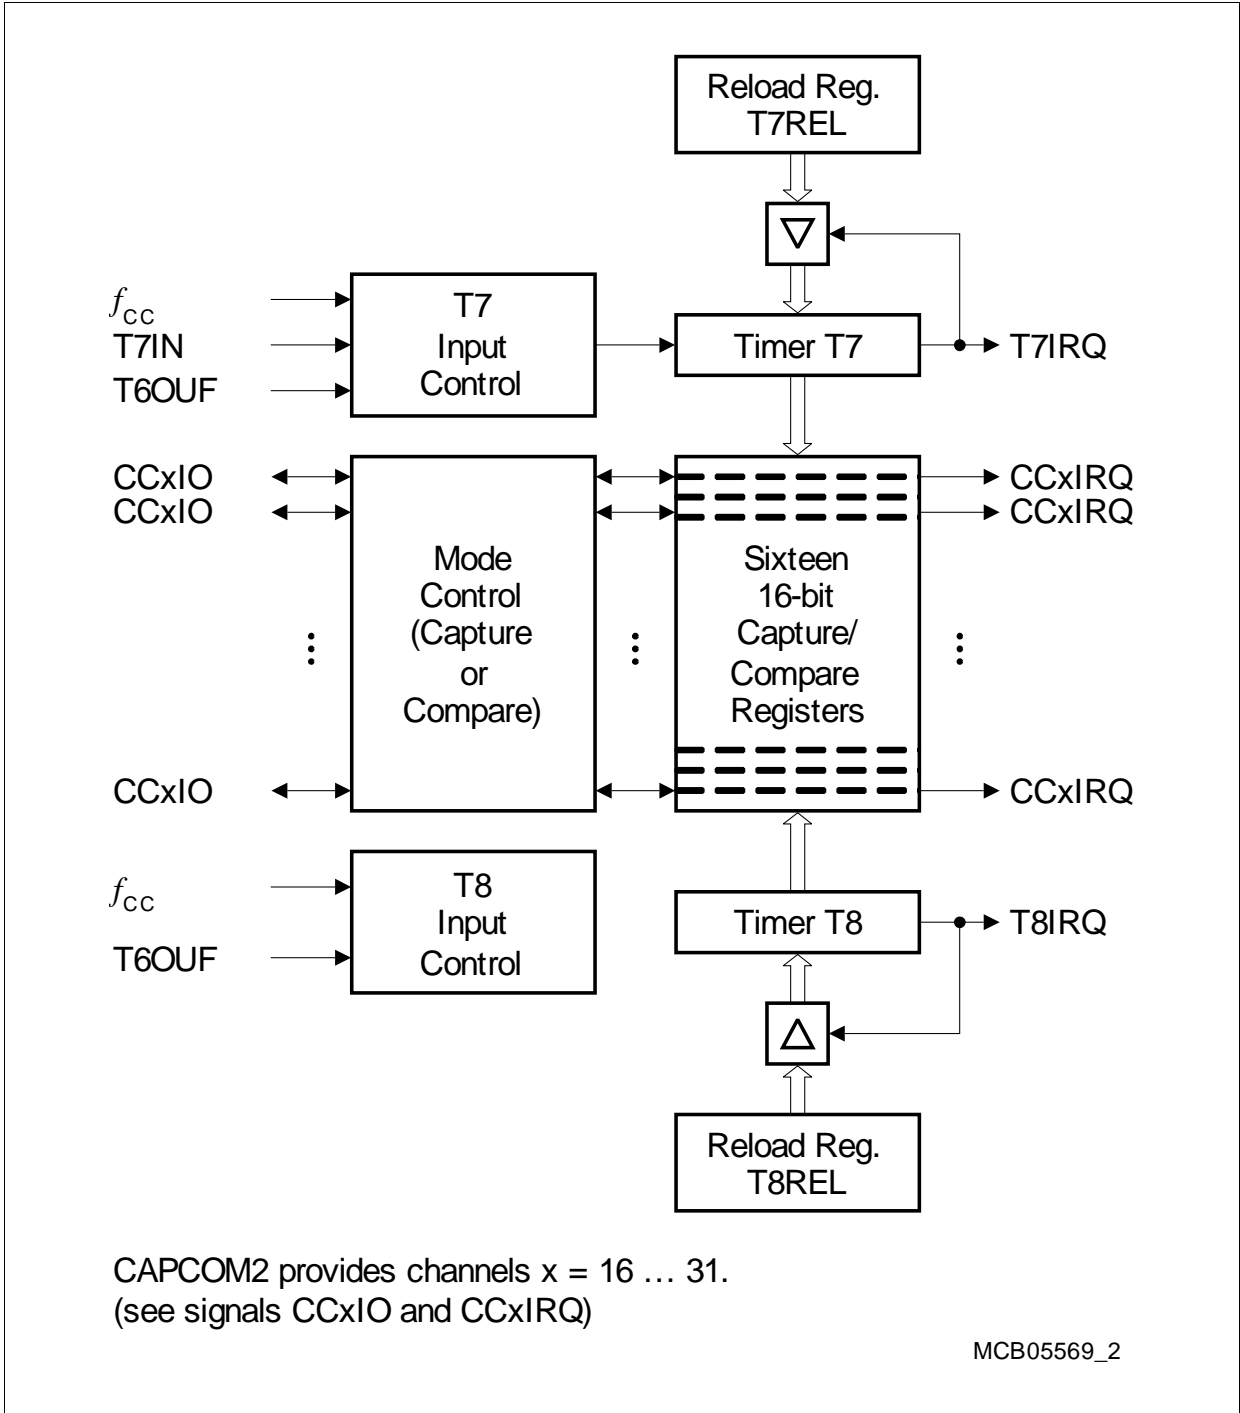 Reload Reg.
T7REL
fCC
T7IN
T6OUF
T7
Input
Control
Timer T7
T7IRQ
CCxIO
CCxIO
CCxIO
Mode
Control
(Capture
or
Compare)
Sixteen
16-bit
Capture/
Compare
Registers
CCxIRQ
CCxIRQ
CCxIRQ
fCC
T6OUF
T8
Input
Control
Timer T8
T8IRQ
Reload Reg.
T8REL
CAPCOM2 provides channels x = 16 … 31.
(see signals CCxIO and CCxIRQ)
MCB05569_2